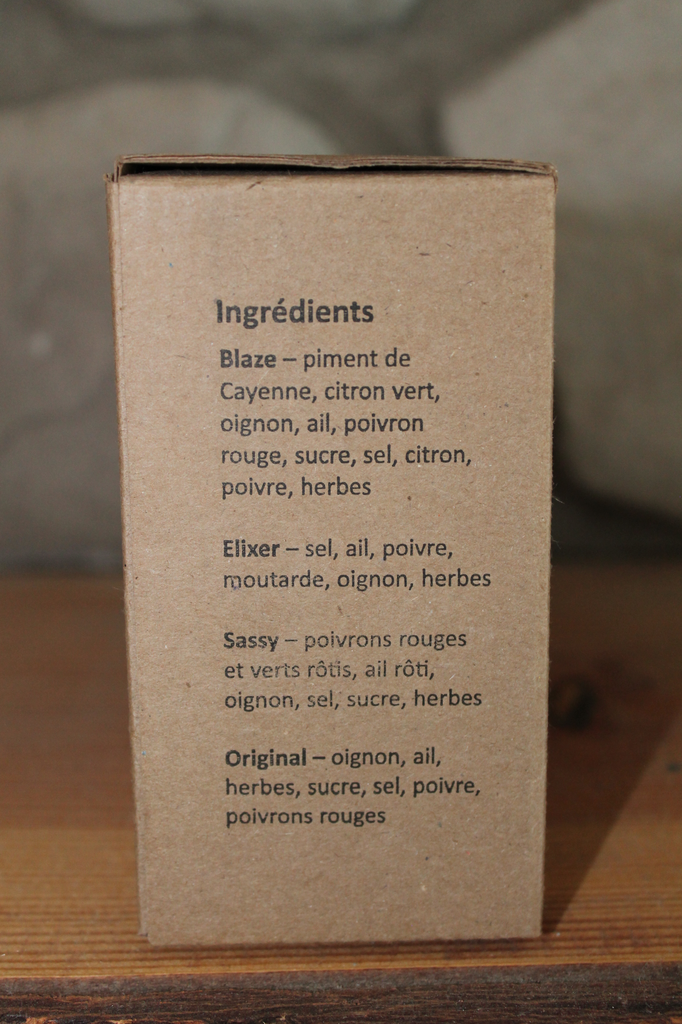 Ingrédients
Blaze – piment de
Cayenne, citron vert,
oignon, ail, poivron
rouge, sucre, sel, citron,
poivre, herbes
Elixer – sel, ail, poivre,
moutarde, oignon, herbes
Sassy – poivrons rouges
et verts rôtis, ail rôti,
oignon, sel, sucre, herbes
Original – oignon, ail,
herbes, sucre, sel, poivre,
poivrons rouges